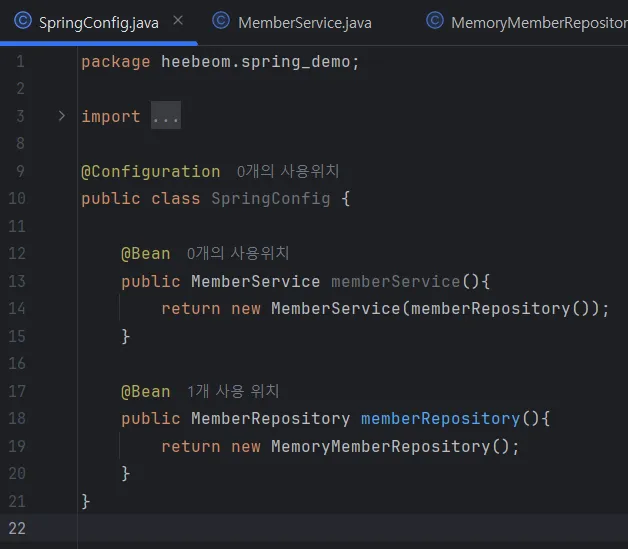 SpringConfig.java MemberService.java MemoryMemberRepositor
1 package heebeom.spring_demo;
2
3 import ...
8
9 @Configuration 0개의 사용위치
10 public class SpringConfig {
11
12 @Bean 0개의 사용위치
13 public MemberService memberService(){
14 return new MemberService(memberRepository());
15 }
16
17 @Bean 1개 사용 위치
18 public MemberRepository memberRepository(){
19 return new MemoryMemberRepository();
20 }
21 }
22